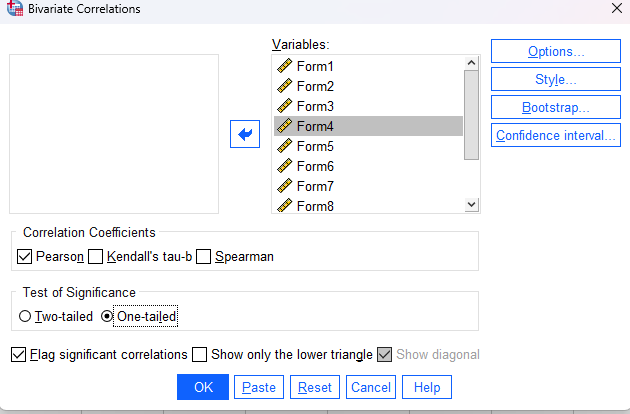 Bivariate Correlations
Variables:
Form1
Form2
Form3
Form4
Form5
Form6
Form7
Form8
Options...
Style...
Bootstrap...
Confidence interval...
Correlation Coefficients
Pearson Kendall's tau-b Spearman
Test of Significance
Two-tailed One-tailed
Flag significant correlations Show only the lower triangle Show diagonal
OK Paste Reset Cancel Help